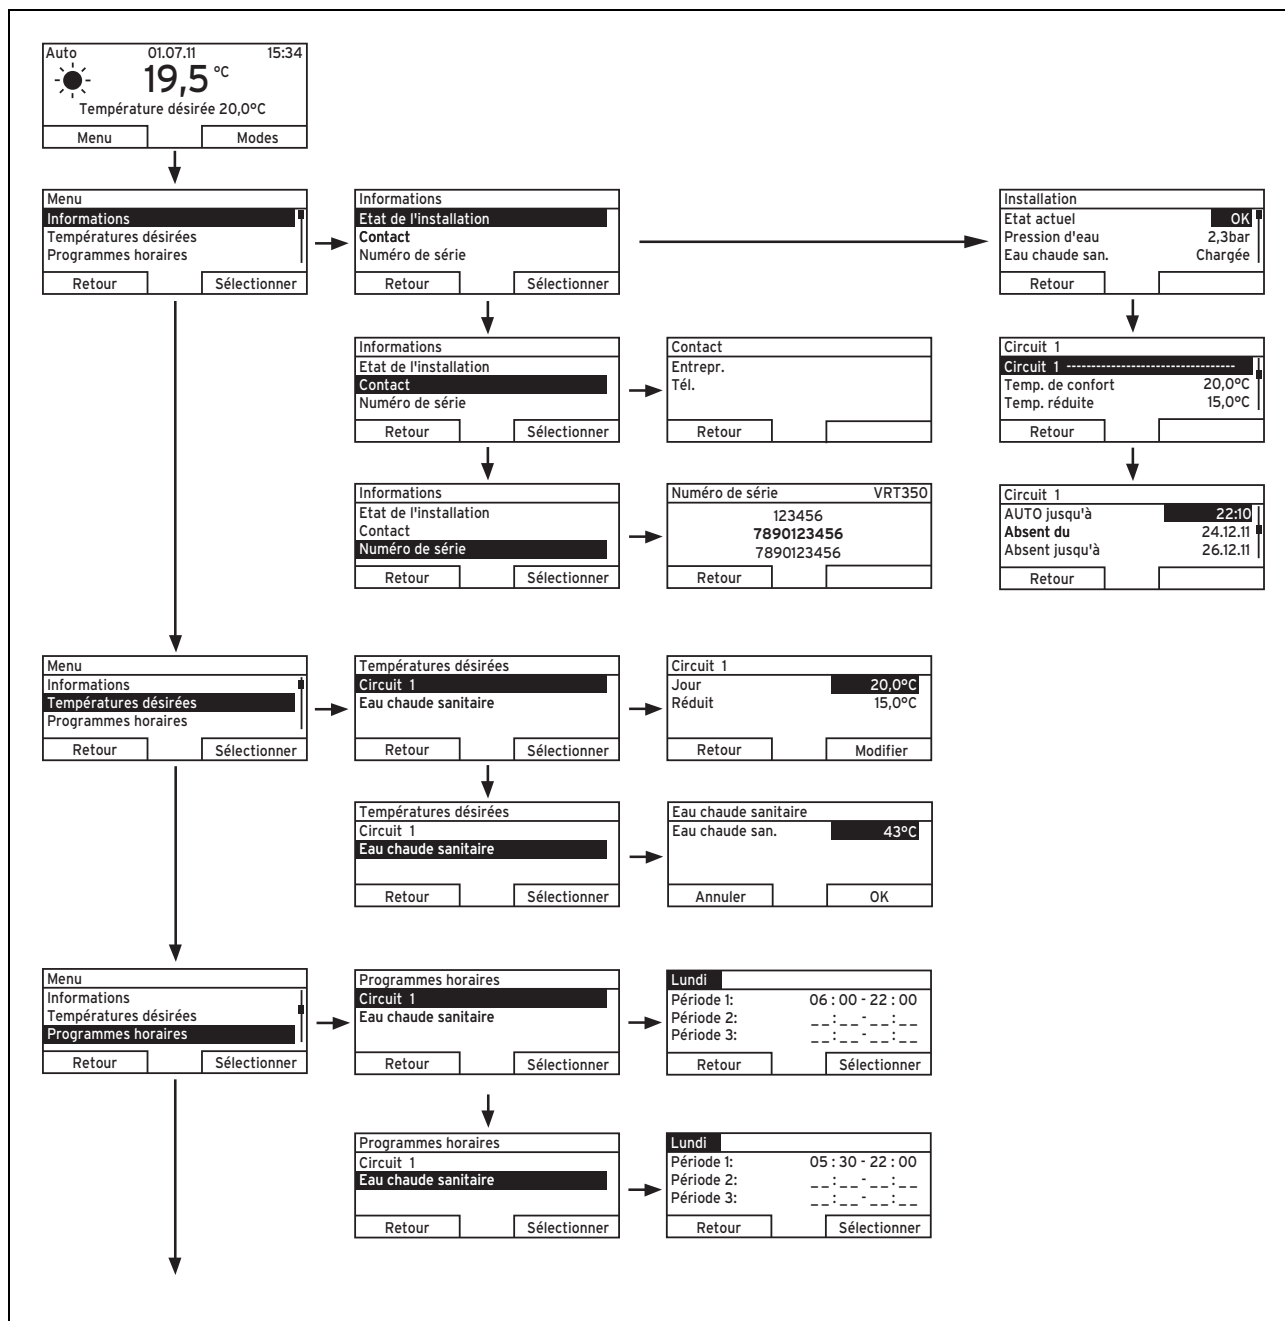 Auto 01.07.11 15:34
19,5 °C
Température désirée 20,0°C
Menu Modes
Menu
Informations
Températures désirées
Programmes horaires
Retour Sélectionner
Informations
Etat de l'installation
Contact
Numéro de série
Retour Sélectionner
Installation
Etat actuel OK
Pression d'eau 2,3bar
Eau chaude san. Chargée
Retour
Informations
Etat de l'installation
Contact
Numéro de série
Retour Sélectionner
Contact
Entrepr.
Tél.
Retour
Circuit 1
Circuit 1 ----------------------------------
Temp. de confort 20,0°C
Temp. réduite 15,0°C
Retour
Informations
Etat de l'installation
Contact
Numéro de série
Retour Sélectionner
Numéro de série VRT350
123456
7890123456
7890123456
Retour
Circuit 1
AUTO jusqu'à 22:10
Absent du 24.12.11
Absent jusqu'à 26.12.11
Retour
Menu
Informations
Températures désirées
Programmes horaires
Retour Sélectionner
Températures désirées
Circuit 1
Eau chaude sanitaire
Retour Sélectionner
Circuit 1
Jour 20,0°C
Réduit 15,0°C
Retour Modifier
Températures désirées
Circuit 1
Eau chaude sanitaire
Retour Sélectionner
Eau chaude sanitaire
Eau chaude san. 43°C
Annuler OK
Menu
Informations
Températures désirées
Programmes horaires
Retour Sélectionner
Programmes horaires
Circuit 1
Eau chaude sanitaire
Retour Sélectionner
Lundi
Période 1: 06 : 00 - 22 : 00
Période 2: _ _ : _ _ - _ _ : _ _
Période 3: _ _ : _ _ - _ _ : _ _
Retour Sélectionner
Programmes horaires
Circuit 1
Eau chaude sanitaire
Retour Sélectionner
Lundi
Période 1: 05 : 30 - 22 : 00
Période 2: _ _ : _ _ - _ _ : _ _
Période 3: _ _ : _ _ - _ _ : _ _
Retour Sélectionner